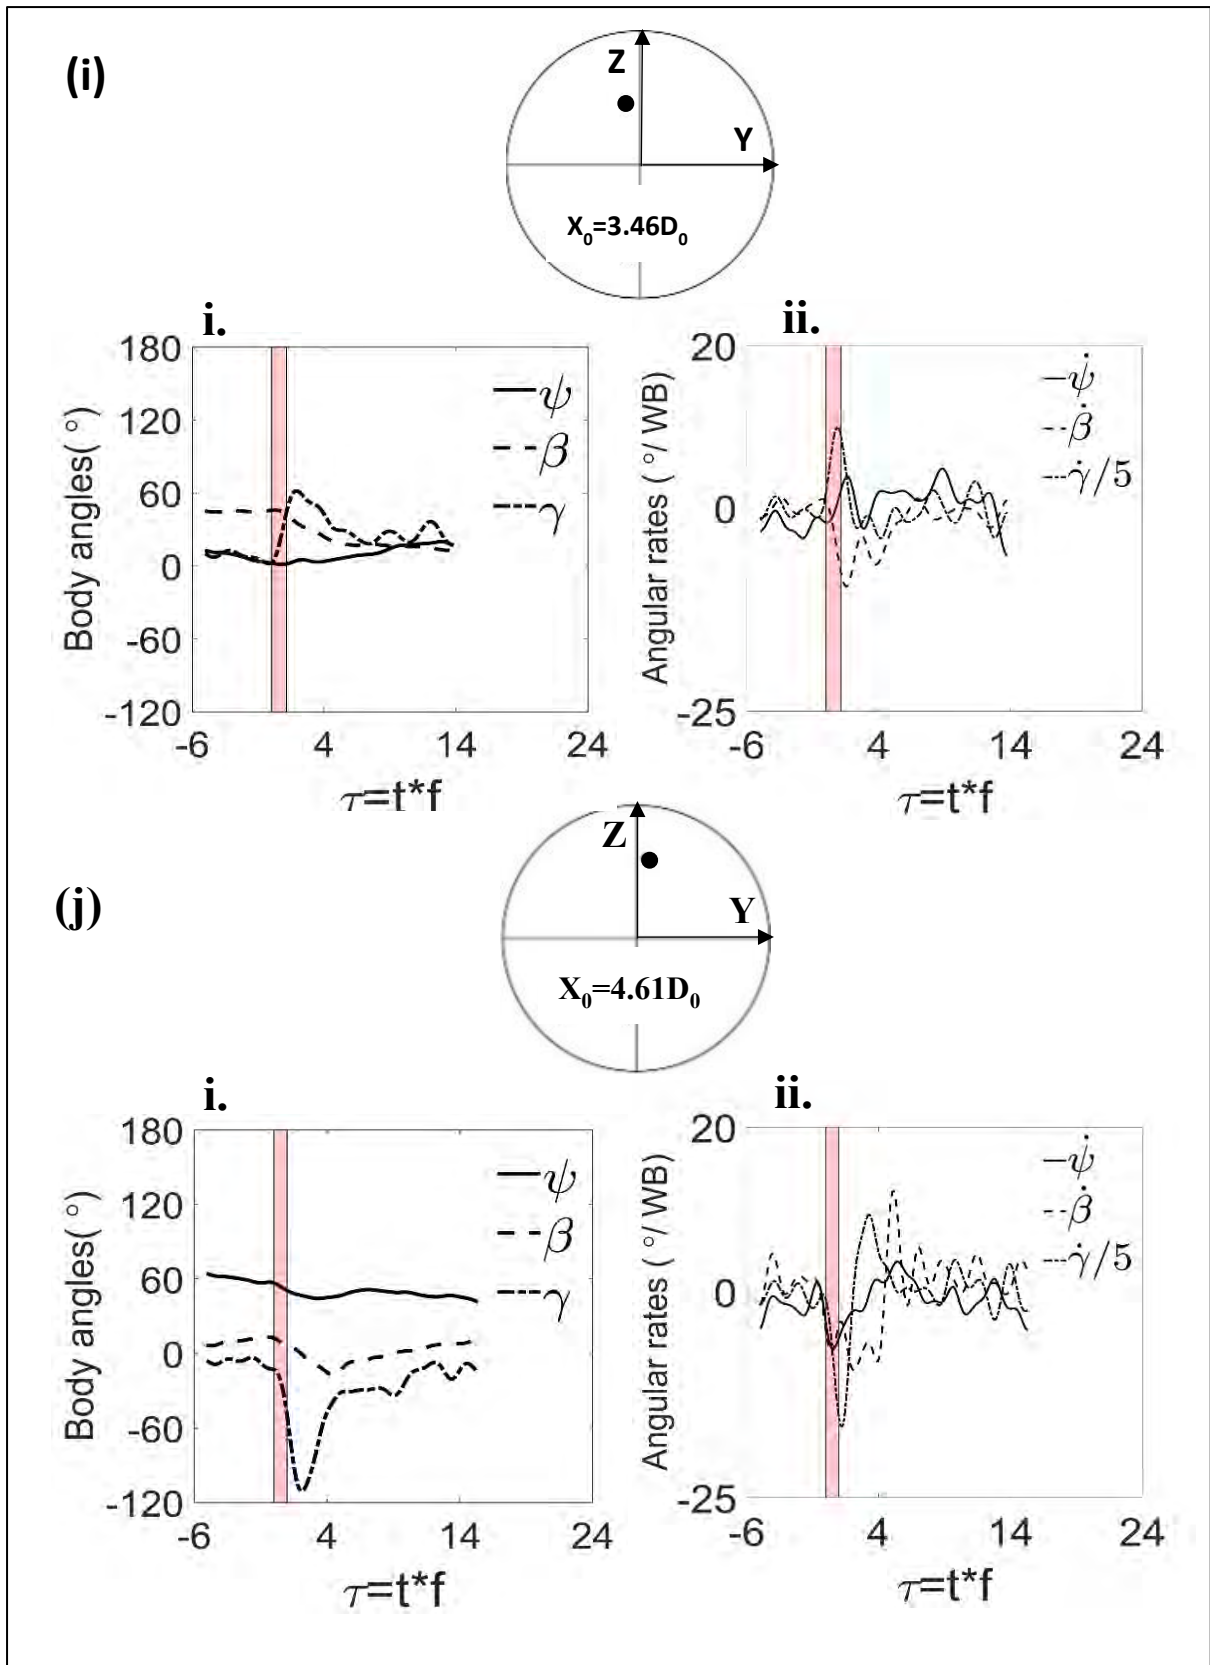 (i)
Z
Y
X₀=3.46D₀
i.
180
120
60
0
-60
-120
Body angles( °)
ψ
β
γ
-6 4 14 24
τ=t*f
ii.
20
0
-25
Angular rates ( °/ WB)
ψ̇
β̇
γ̇/5
-6 4 14 24
τ=t*f
(j)
Z
Y
X₀=4.61D₀
i.
180
120
60
0
-60
-120
Body angles( °)
ψ
β
γ
-6 4 14 24
τ=t*f
ii.
20
0
-25
Angular rates ( °/ WB)
ψ̇
β̇
γ̇/5
-6 4 14 24
τ=t*f